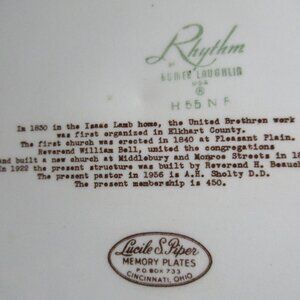 Rhythm
BY
HOMER LAUGHLIN
USA
®
H 55 N F
In 1830 in the Isaac Lamb home, the United Brethren work
was first organized in Elkhart County.
The first church was erected in 1840 at Pleasant Plain.
Reverend William Bell, united the congregations
and built a new church at Middlebury and Monroe Streets in 18
In 1922 the present structure was built by Reverend H. Beauch
The present pastor in 1956 is A.H. Sholty D.D.
The present membership is 450.
Lucile S. Piper
MEMORY PLATES
P.O. BOX 733
CINCINNATI, OHIO